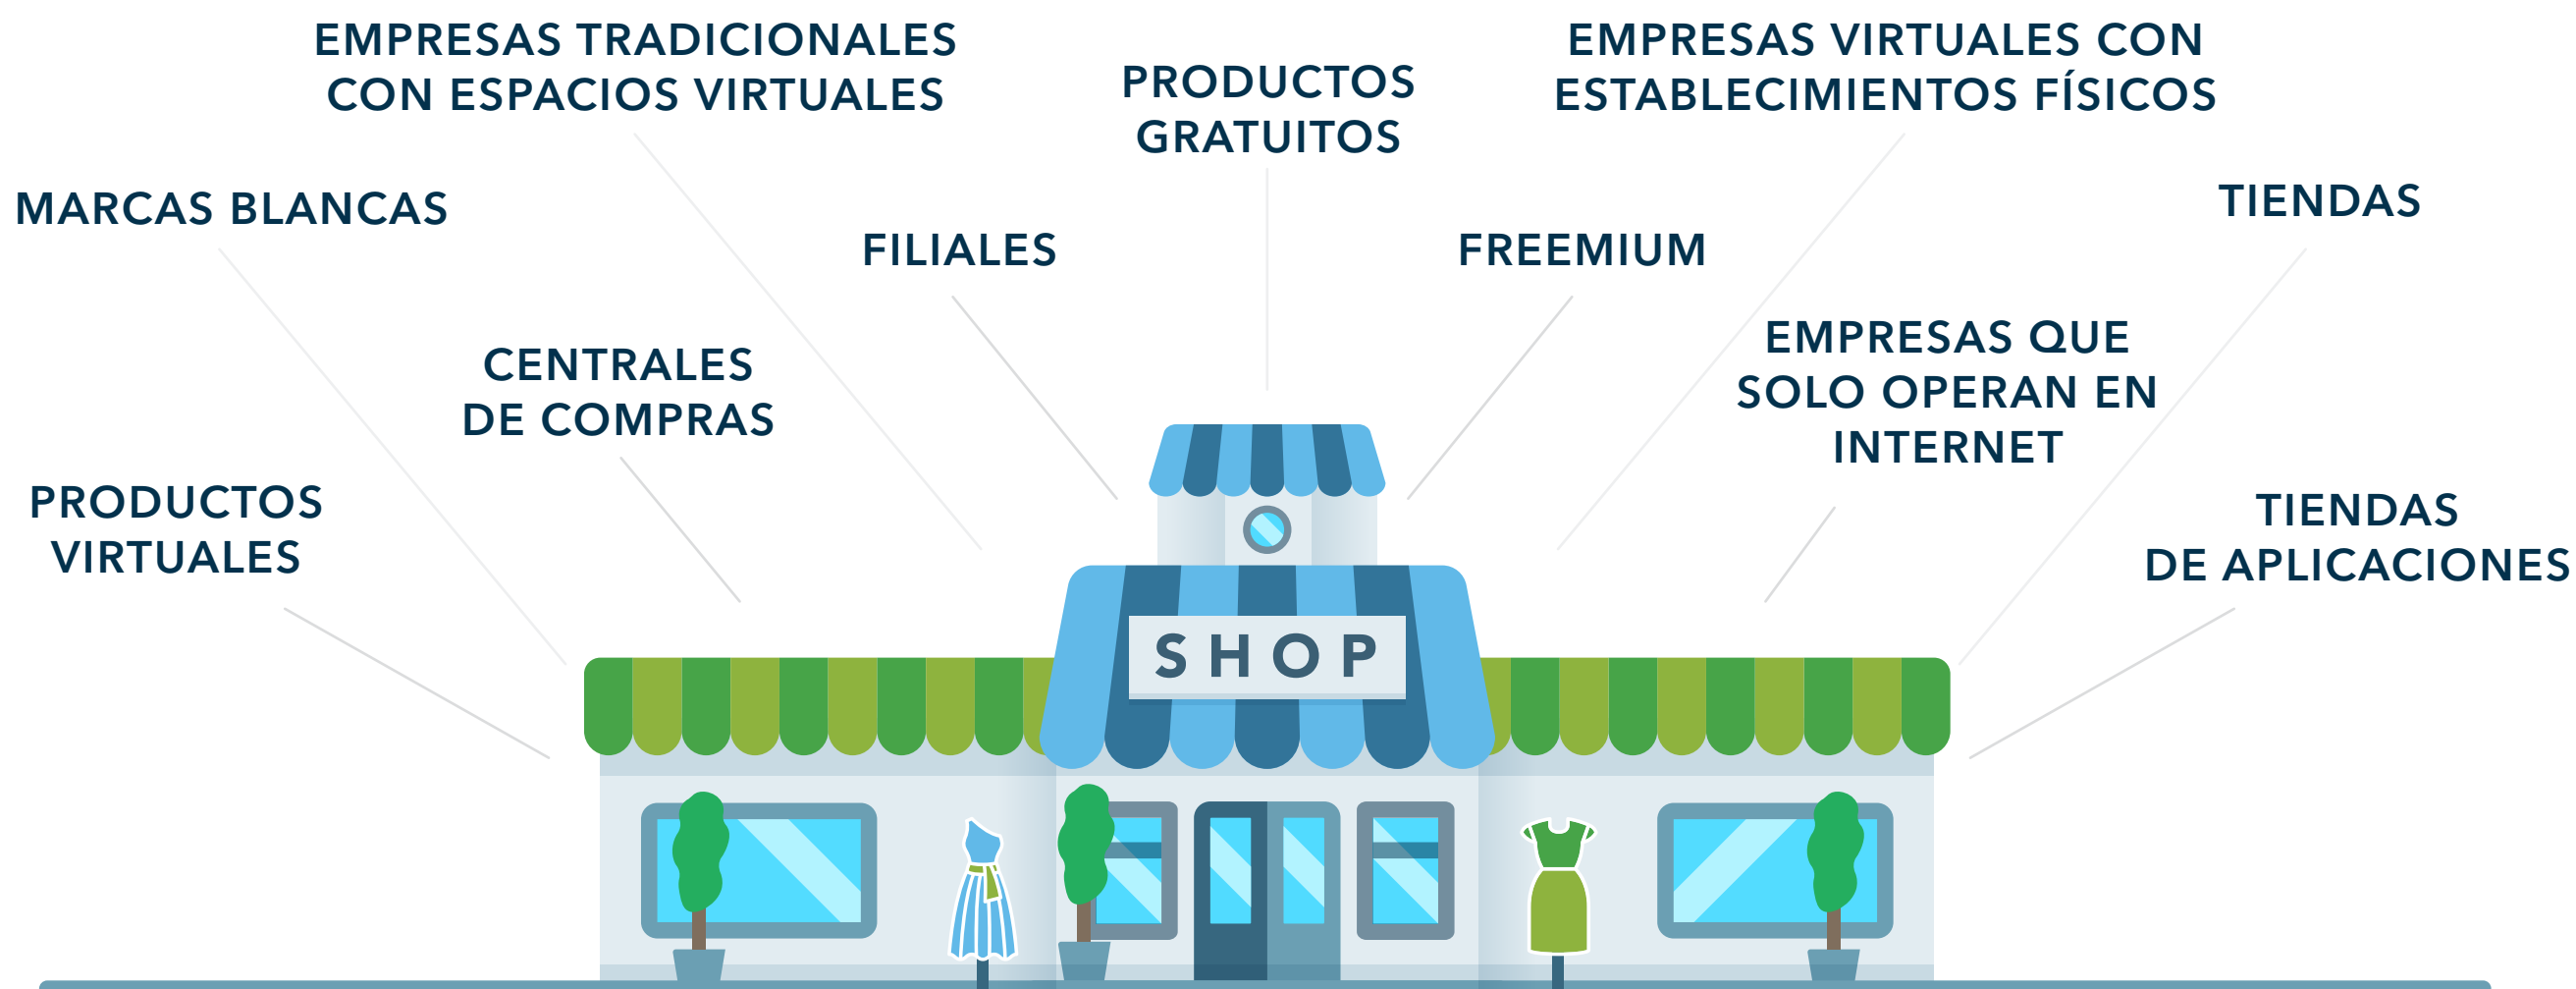 EMPRESAS TRADICIONALES
CON ESPACIOS VIRTUALES
PRODUCTOS
GRATUITOS
EMPRESAS VIRTUALES CON
ESTABLECIMIENTOS FÍSICOS
MARCAS BLANCAS
FILIALES
FREEMIUM
TIENDAS
CENTRALES
DE COMPRAS
EMPRESAS QUE
SOLO OPERAN EN
INTERNET
PRODUCTOS
VIRTUALES
TIENDAS
DE APLICACIONES
SHOP